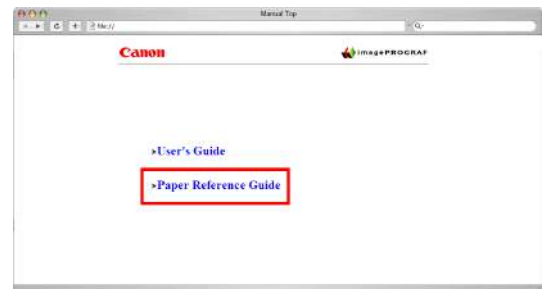 Manual Top
file:///
Q-
Canon
imagePROGRAF
▸User's Guide
▸Paper Reference Guide